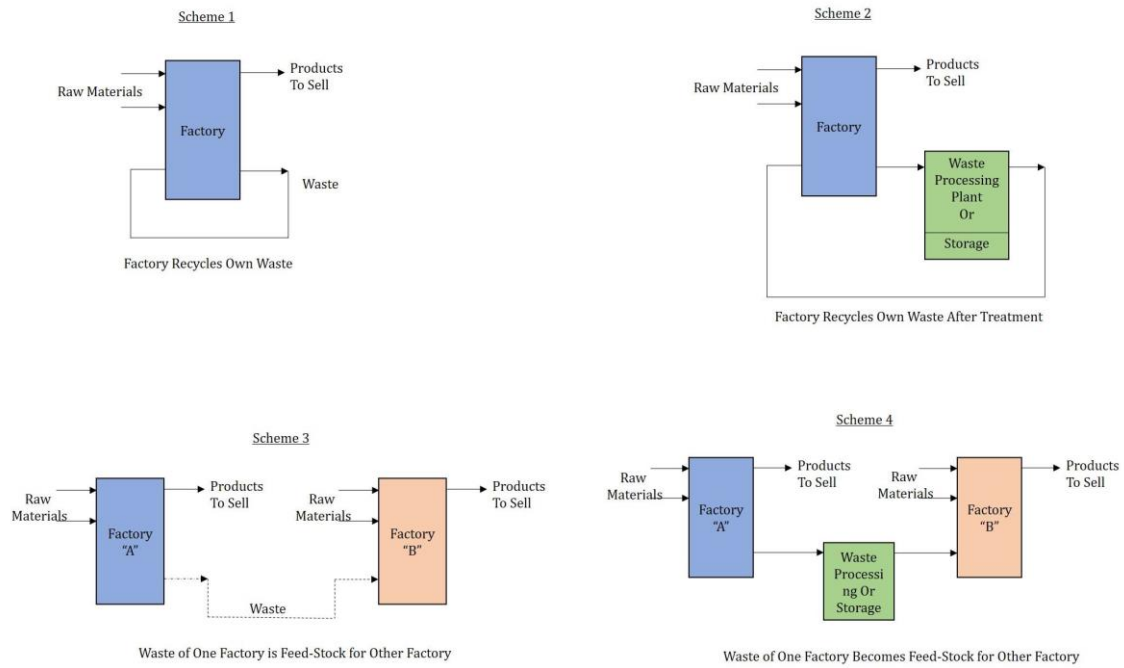 Scheme 1
Products
To Sell
Raw Materials
Factory
Waste
Factory Recycles Own Waste
Scheme 2
Products
To Sell
Raw Materials
Factory
Waste
Processing
Plant
Or
Storage
Factory Recycles Own Waste After Treatment
Scheme 3
Raw
Materials
Factory
“A”
Products
To Sell
Waste
Raw
Materials
Factory
“B”
Products
To Sell
Waste of One Factory is Feed-Stock for Other Factory
Scheme 4
Raw
Materials
Factory
“A”
Products
To Sell
Waste
Processi
ng Or
Storage
Raw
Materials
Factory
“B”
Products
To Sell
Waste of One Factory Becomes Feed-Stock for Other Factory